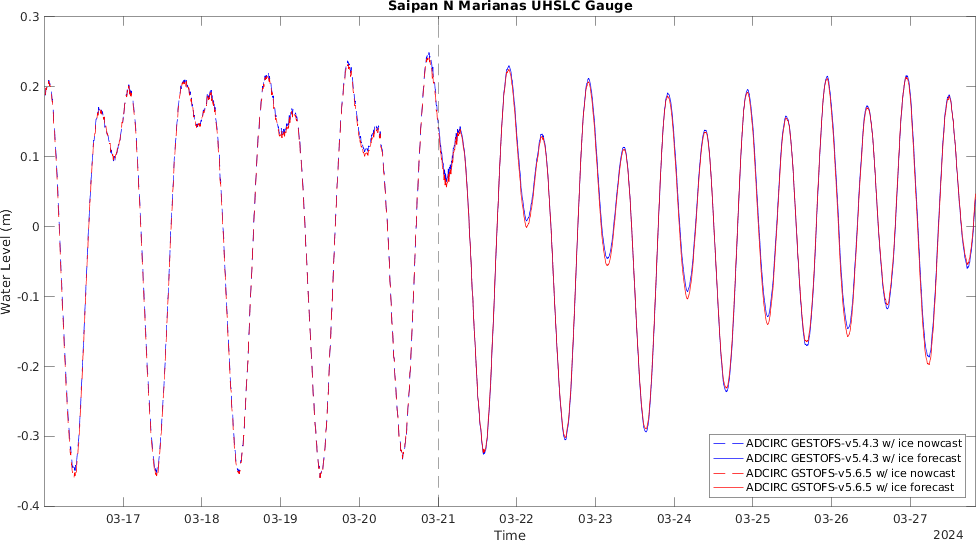 Saipan N Marianas UHSLC Gauge
0.3
0.2
0.1
0
-0.1
-0.2
-0.3
-0.4
Water Level (m)
03-17 03-18 03-19 03-20 03-21 03-22 03-23 03-24 03-25 03-26 03-27
Time
2024
ADCIRC GESTOFS-v5.4.3 w/ ice nowcast
ADCIRC GESTOFS-v5.4.3 w/ ice forecast
ADCIRC GSTOFS-v5.6.5 w/ ice nowcast
ADCIRC GSTOFS-v5.6.5 w/ ice forecast